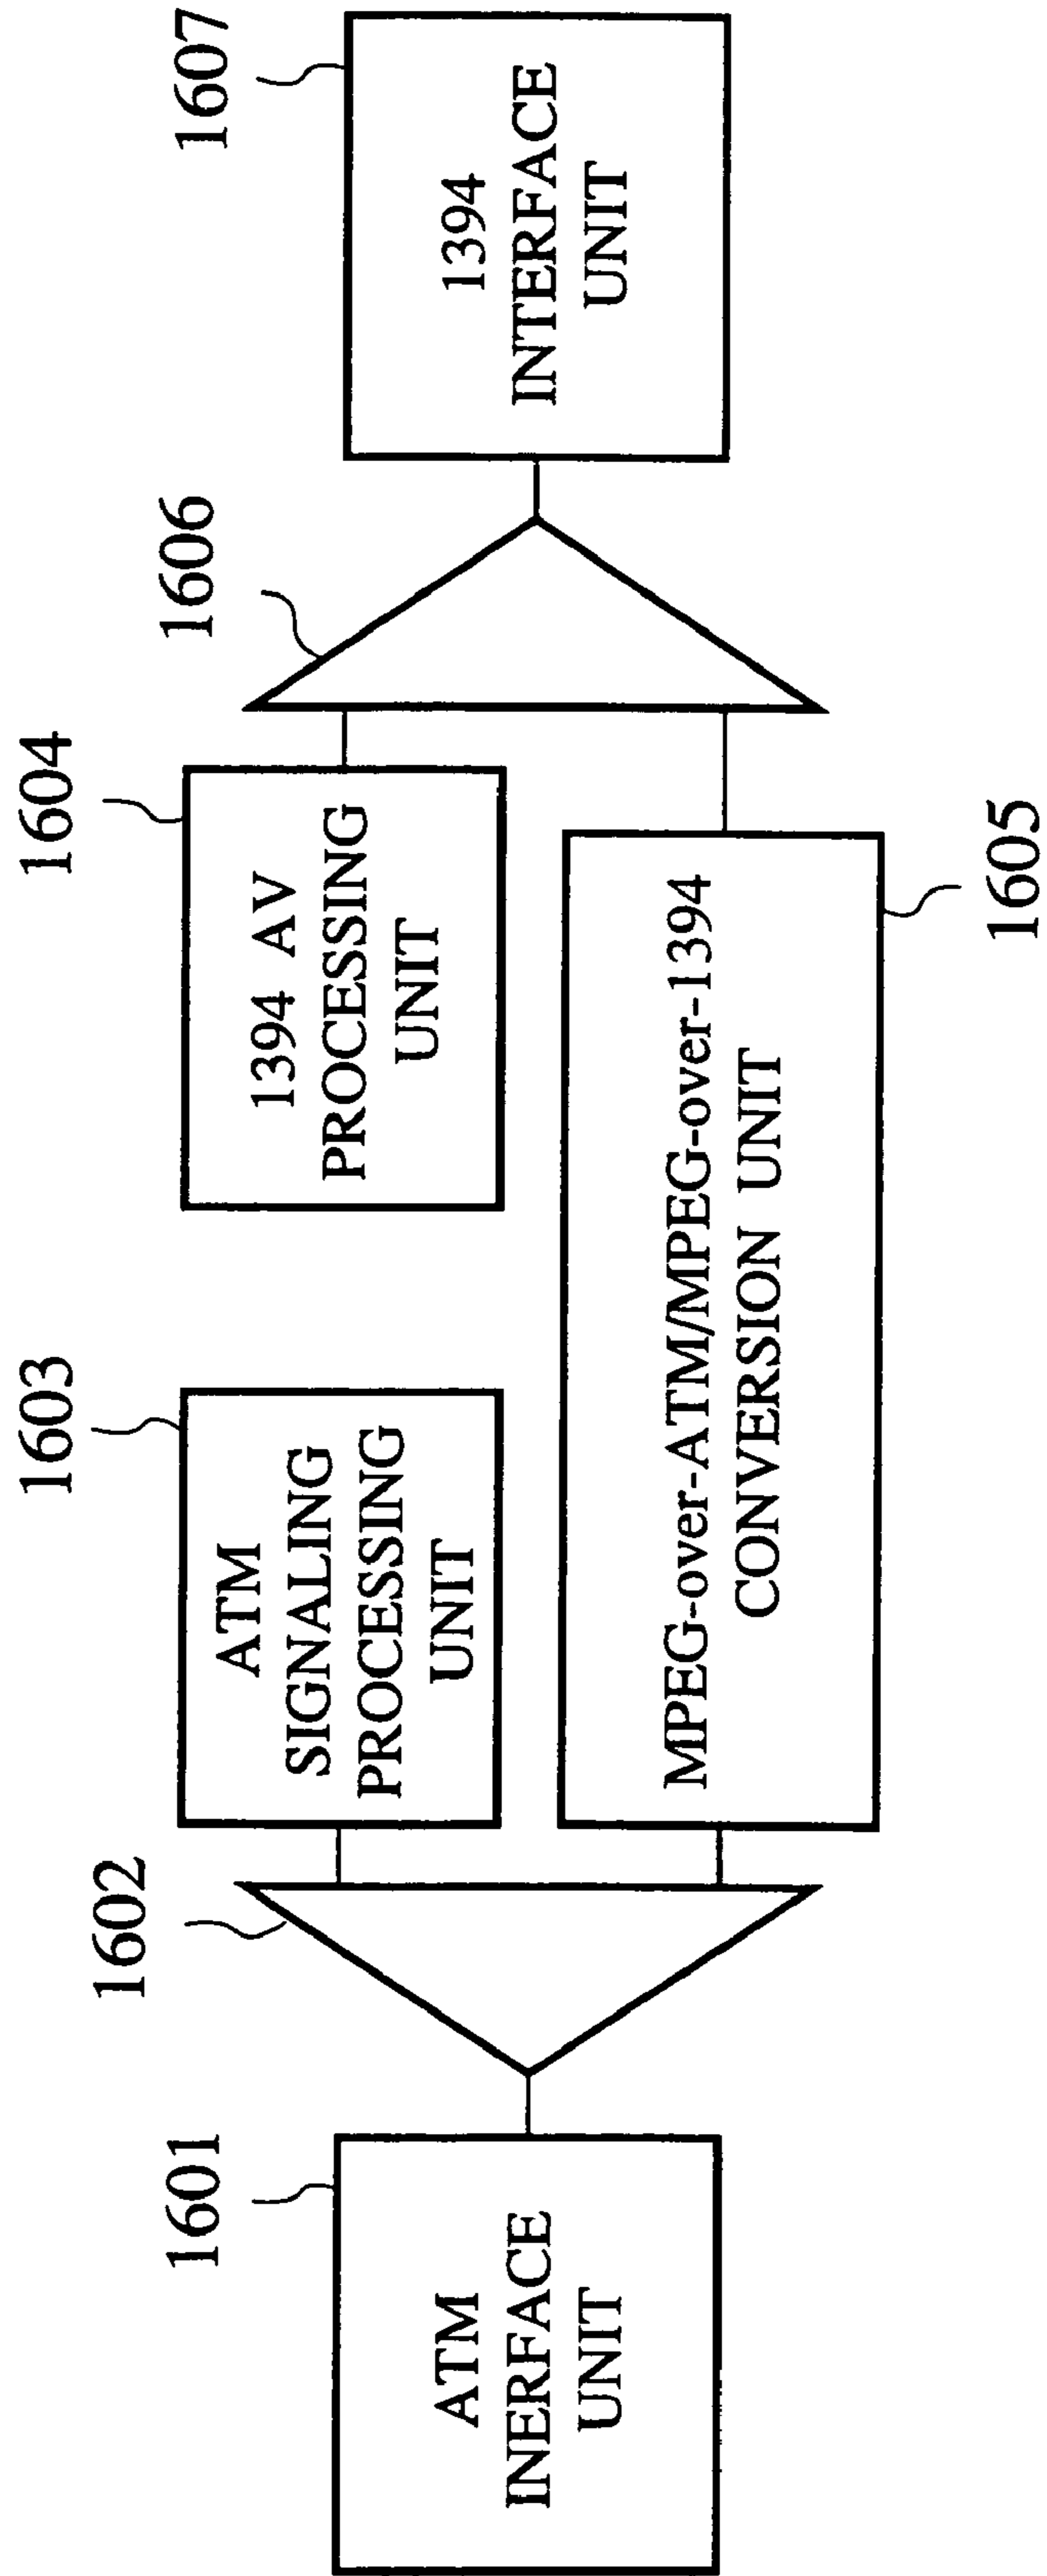 1601
ATM
INERFACE
UNIT
1602
1603
ATM
SIGNALING
PROCESSING
UNIT
1604
1394 AV
PROCESSING
UNIT
MPEG-over-ATM/MPEG-over-1394
CONVERSION UNIT
1605
1606
1607
1394
INTERFACE
UNIT